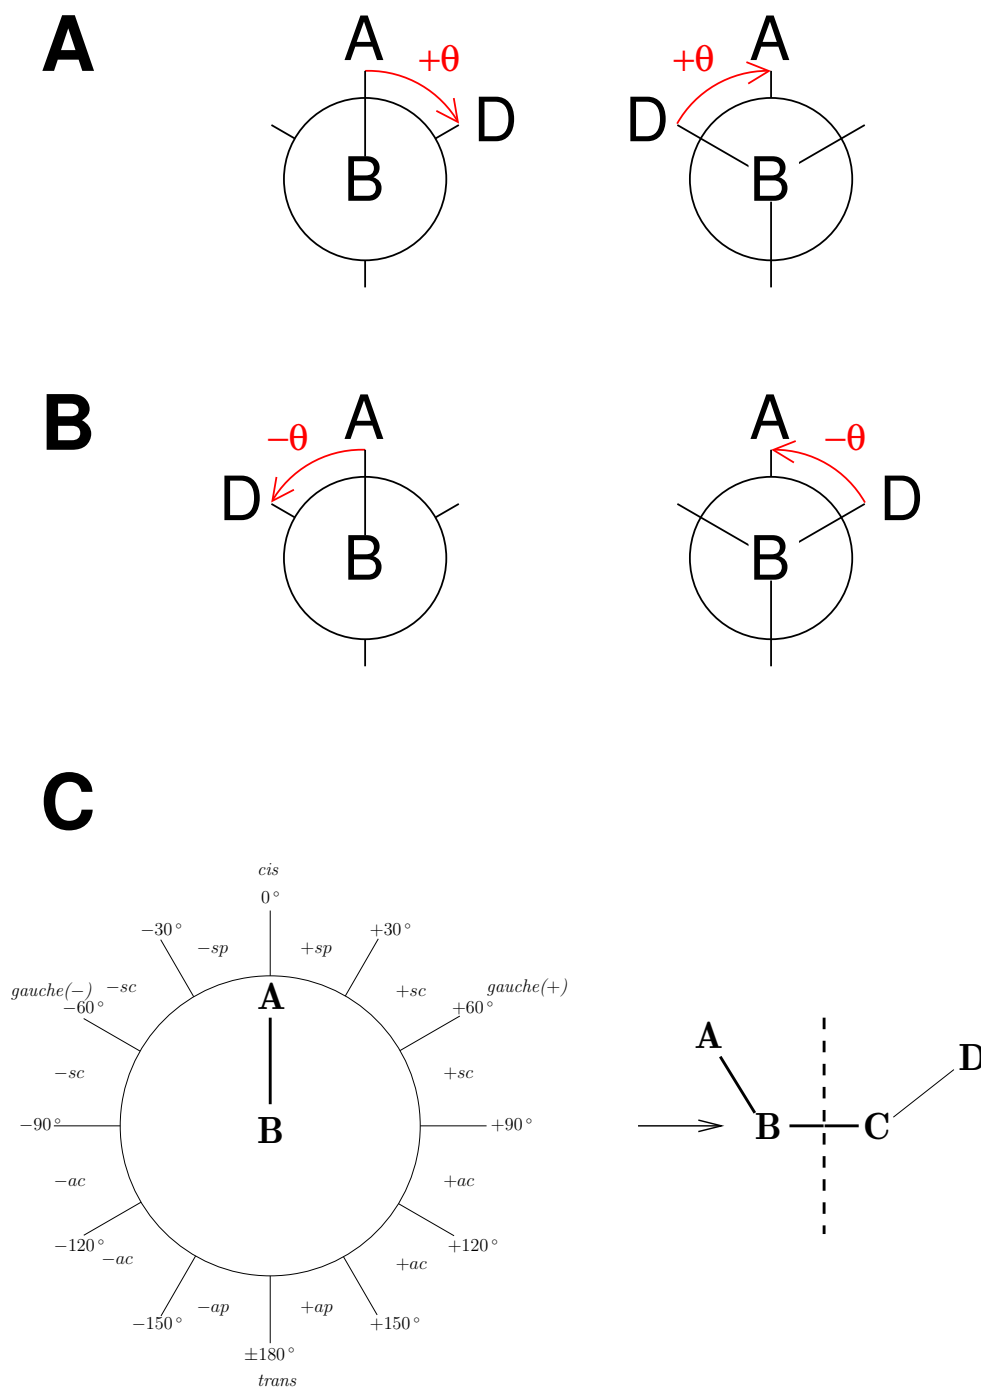 A
A +θ D B
+θ A D B
B
−θ A D B
A −θ D B
C
cis
0°
−30° −sp +sp +30°
gauche(−) −sc +sc gauche(+)
−60° A +60°
−sc +sc
−90° B +90°
−ac +ac
−120° −ac +ac +120°
−150° −ap +ap +150°
±180°
trans
A D
B C